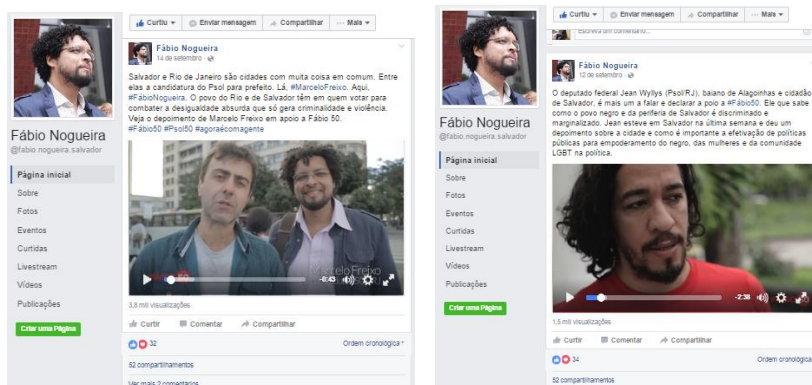 Curtiu Enviar mensagem Compartilhar Mais
Fábio Nogueira
14 de setembro
Salvador e Rio de Janeiro são cidades com muita coisa em comum. Entre
elas a candidatura do Psol para prefeito. Lá, #MarceloFreixo. Aqui,
#FábioNogueira. O povo do Rio e de Salvador têm em quem votar para
combater a desigualdade absurda que só gera criminalidade e violência.
Veja o depoimento de Marcelo Freixo em apoio a Fábio 50.
#Fábio50 #Psol50 #agoraécomagente
Fábio Nogueira
@fabio.nogueira.salvador
Página inicial
Sobre
Fotos
Eventos
Curtidas
Livestream
Vídeos
Publicações
Criar uma Página
Marcelo Freixo
-0:43
3,8 mil visualizações
Curtir Comentar Compartilhar
32 Ordem cronológica
52 compartilhamentos
Ver mais 2 comentários
Curtiu Enviar mensagem Compartilhar Mais
Escreva um comentário...
Fábio Nogueira
12 de setembro
O deputado federal Jean Wyllys (Psol/RJ), baiano de Alagoinhas e cidadão
de Salvador, é mais um a falar e declarar a poio a #Fábio50. Ele que sabe
como o povo negro e da periferia de Salvador é discriminado e
marginalizado. Jean esteve em Salvador na última semana e deu um
depoimento sobre a cidade e como é importante a efetivação de políticas
públicas para empoderamento do negro, das mulheres e da comunidade
LGBT na política.
Fábio Nogueira
@fabio.nogueira.salvador
Página inicial
Sobre
Fotos
Eventos
Curtidas
Livestream
Vídeos
Publicações
Criar uma Página
-2:38
1,5 mil visualizações
Curtir Comentar Compartilhar
34 Ordem cronológica
52 compartilhamentos